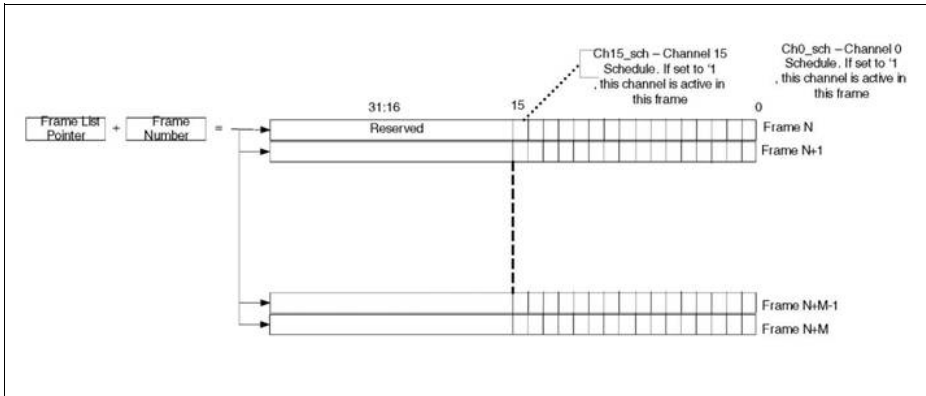 Ch15_sch – Channel 15
Schedule. If set to '1
, this channel is active in
this frame
Ch0_sch – Channel 0
Schedule. If set to '1
, this channel is active in
this frame
31:16
15
0
Frame List
Pointer
+
Frame
Number
=
Reserved
Frame N
Frame N+1
Frame N+M-1
Frame N+M